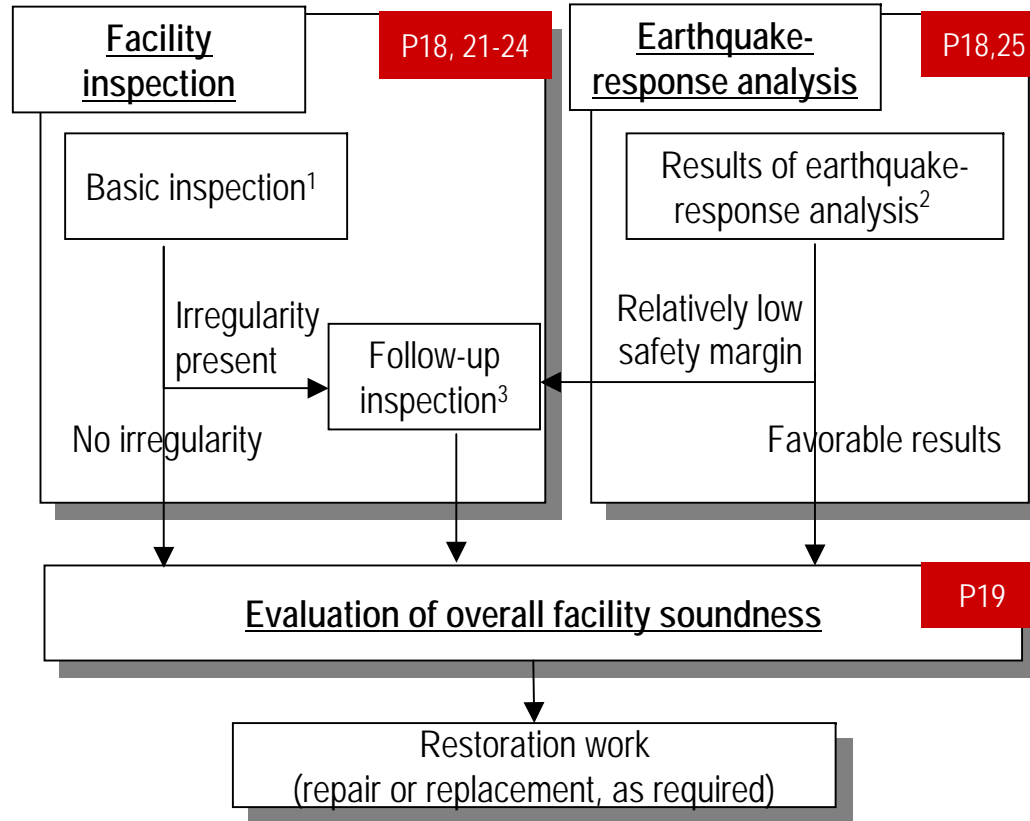 Facility
inspection
P18, 21-24
Basic inspection1
Irregularity
present
Follow-up
inspection3
No irregularity
Earthquake-
response analysis
P18,25
Results of earthquake-
response analysis2
Relatively low
safety margin
Favorable results
Evaluation of overall facility soundness
P19
Restoration work
(repair or replacement, as required)